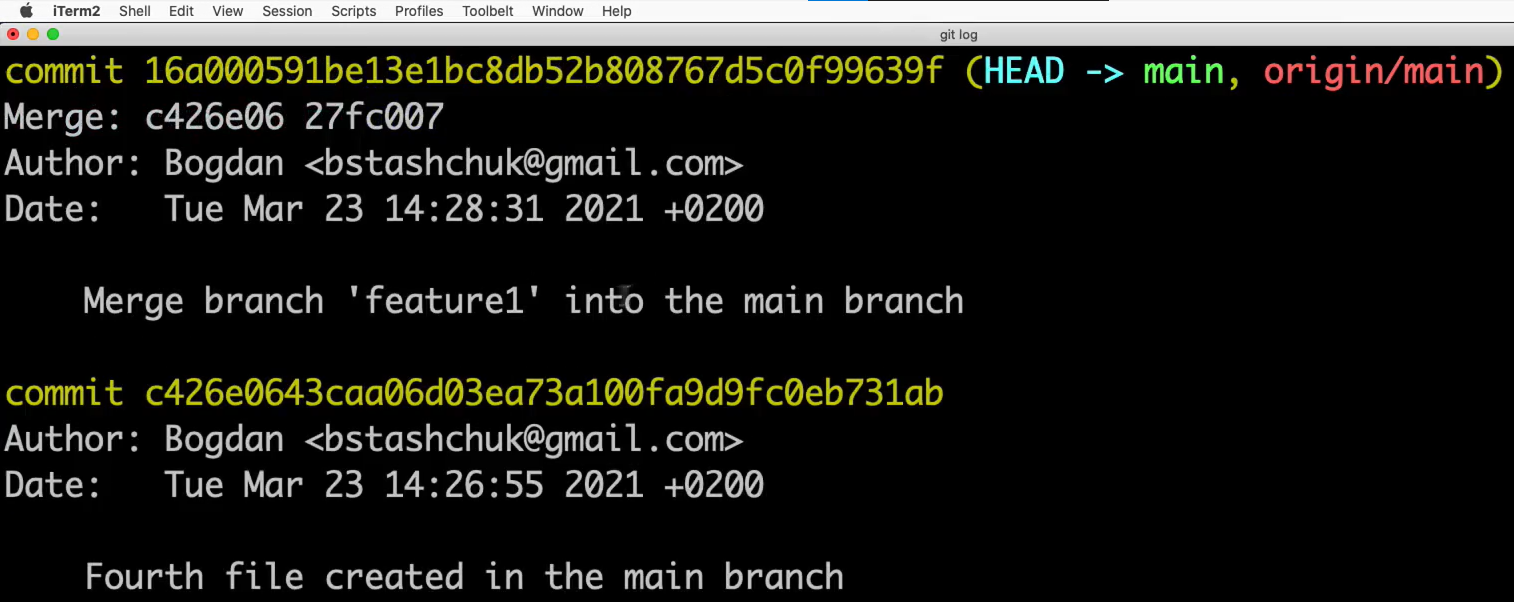 iTerm2 Shell Edit View Session Scripts Profiles Toolbelt Window Help
git log
commit 16a000591be13e1bc8db52b808767d5c0f99639f (HEAD -> main, origin/main)
Merge: c426e06 27fc007
Author: Bogdan <bstashchuk@gmail.com>
Date:   Tue Mar 23 14:28:31 2021 +0200
    Merge branch 'feature1' into the main branch
commit c426e0643caa06d03ea73a100fa9d9fc0eb731ab
Author: Bogdan <bstashchuk@gmail.com>
Date:   Tue Mar 23 14:26:55 2021 +0200
    Fourth file created in the main branch